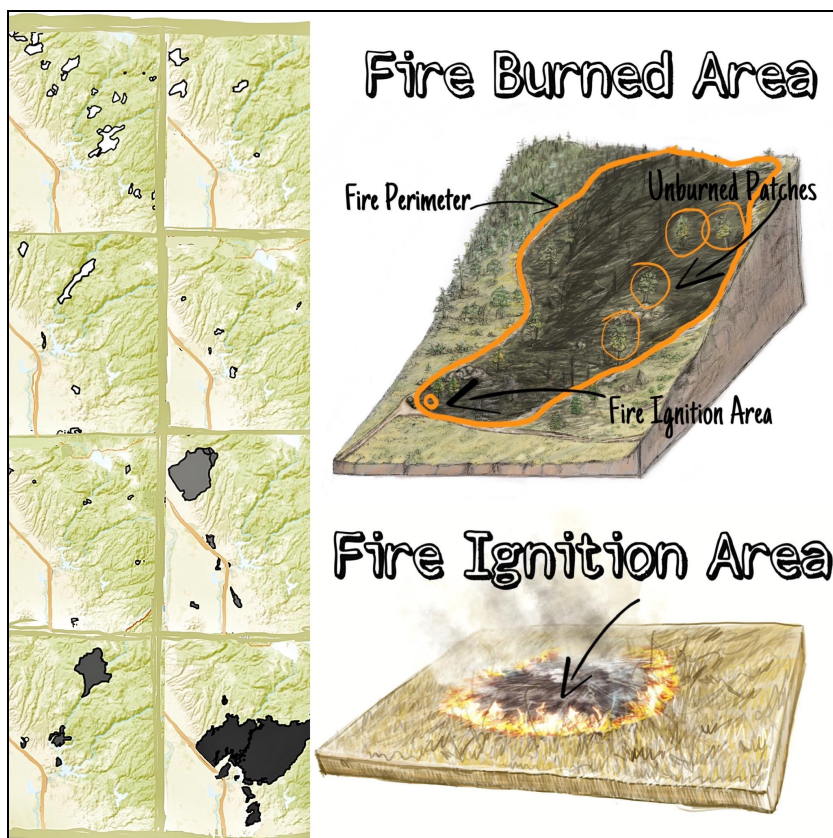 Fire Burned Area
Fire Perimeter
Unburned Patches
Fire Ignition Area
Fire Ignition Area